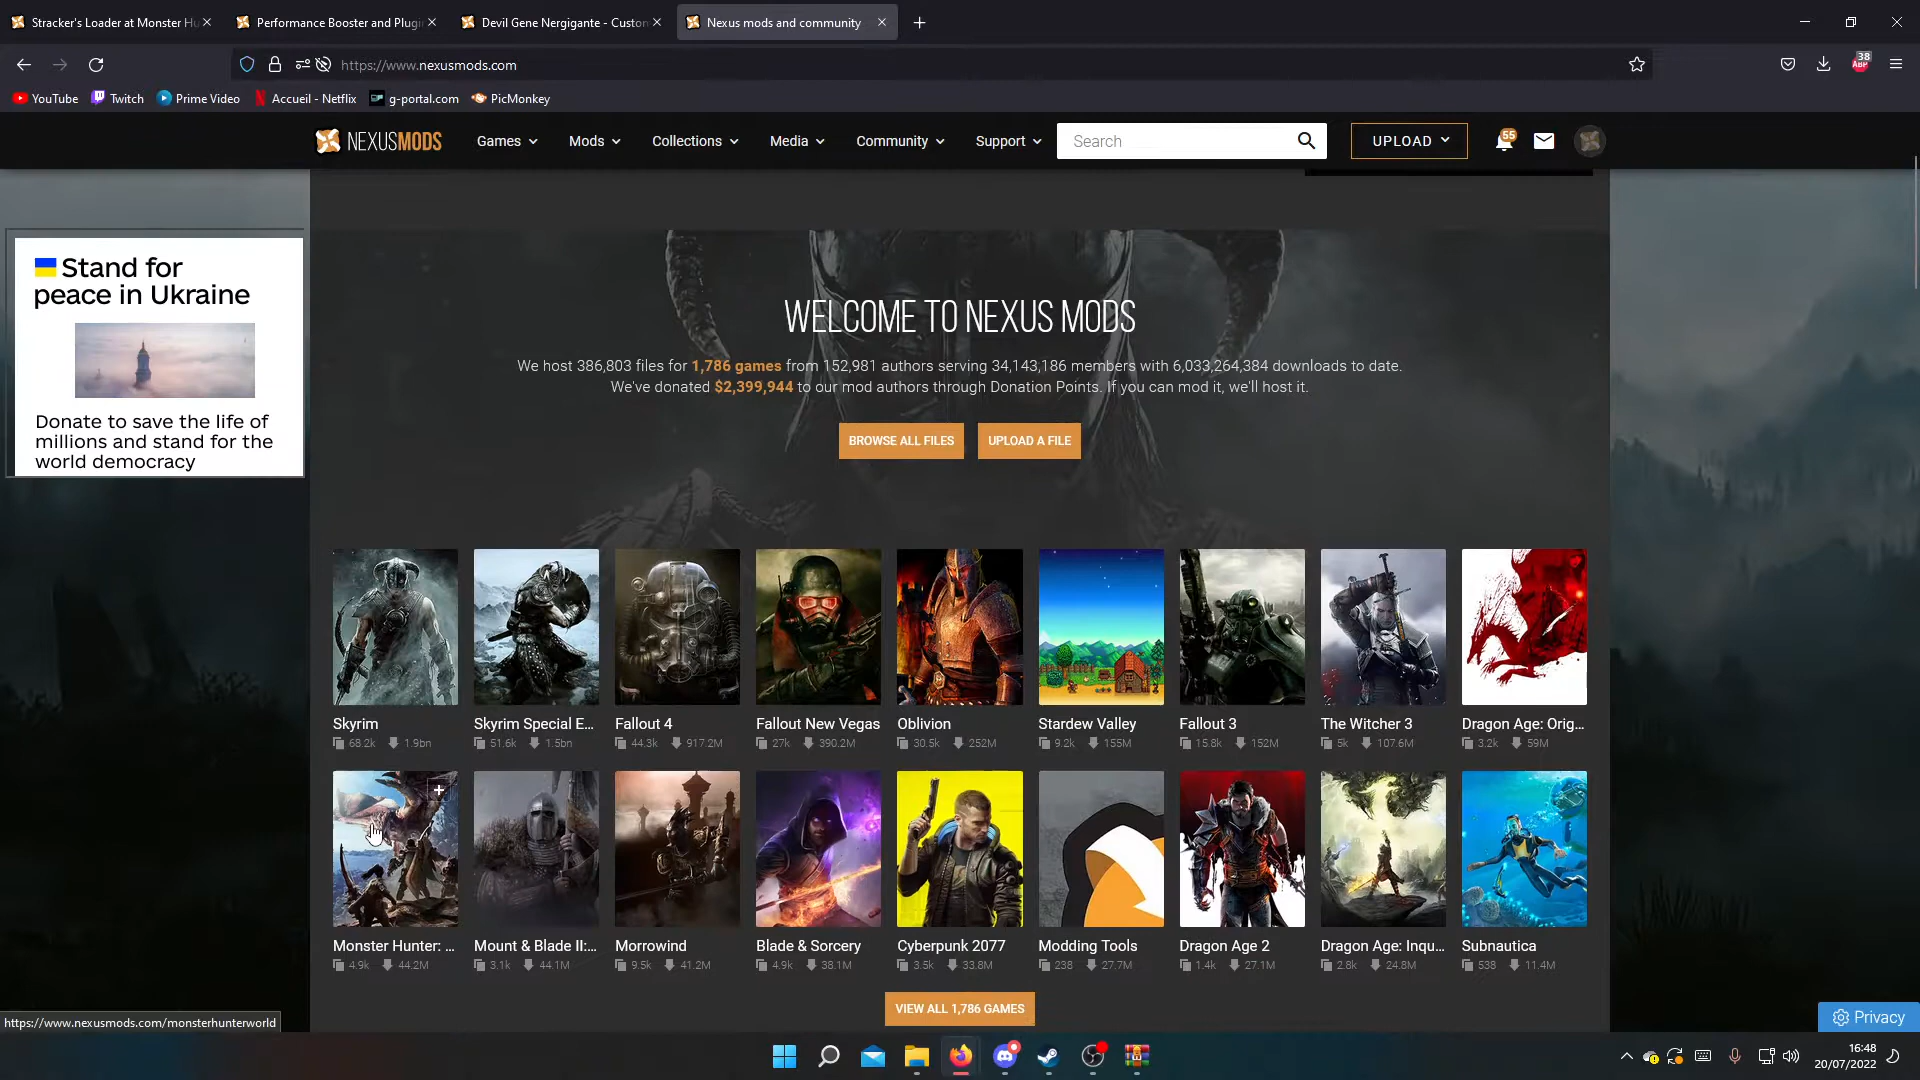 Stracker's Loader at Monster Hu
Performance Booster and Plugi
Devil Gene Nergigante - Custon
Nexus mods and community
https://www.nexusmods.com
38
ABP
YouTube
Twitch
Prime Video
Accueil - Netflix
g-portal.com
PicMonkey
NEXUSMODS
Games
Mods
Collections
Media
Community
Support
Search
UPLOAD
55
Stand for
peace in Ukraine
Donate to save the life of
millions and stand for the
world democracy
WELCOME TO NEXUS MODS
We host 386,803 files for 1,786 games from 152,981 authors serving 34,143,186 members with 6,033,264,384 downloads to date.
We've donated $2,399,944 to our mod authors through Donation Points. If you can mod it, we'll host it.
BROWSE ALL FILES
UPLOAD A FILE
Skyrim
68.2k 1.9bn
Skyrim Special E...
51.6k 1.5bn
Fallout 4
44.3k 917.2M
Fallout New Vegas
27k 390.2M
Oblivion
30.5k 252M
Stardew Valley
9.2k 155M
Fallout 3
15.8k 152M
The Witcher 3
5k 107.6M
Dragon Age: Orig...
3.2k 59M
Monster Hunter: ...
4.9k 44.2M
Mount & Blade II:...
3.1k 44.1M
Morrowind
9.5k 41.2M
Blade & Sorcery
4.9k 38.1M
Cyberpunk 2077
3.5k 33.8M
Modding Tools
238 27.7M
Dragon Age 2
1.4k 27.1M
Dragon Age: Inqu...
2.8k 24.8M
Subnautica
538 11.4M
VIEW ALL 1,786 GAMES
https://www.nexusmods.com/monsterhunterworld
Privacy
16:48
20/07/2022